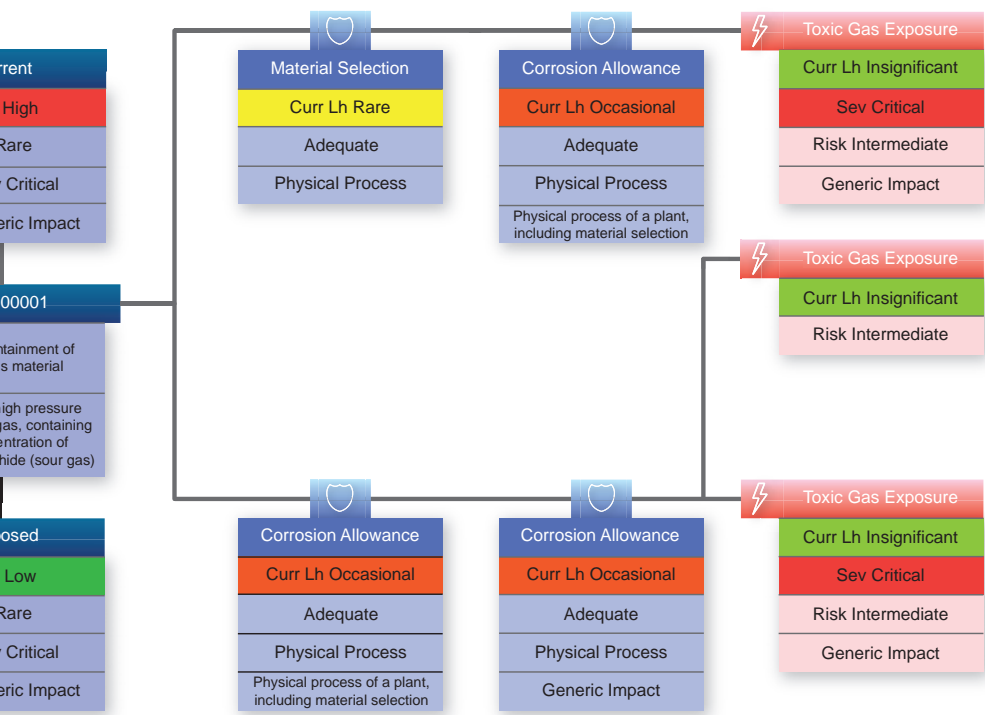 rrent
High
Rare
Critical
eric Impact
00001
ntainment of
s material
igh pressure
gas, containing
entration of
hide (sour gas)
osed
Low
Rare
Critical
eric Impact
Material Selection
Curr Lh Rare
Adequate
Physical Process
Corrosion Allowance
Curr Lh Occasional
Adequate
Physical Process
Physical process of a plant,
including material selection
Toxic Gas Exposure
Curr Lh Insignificant
Sev Critical
Risk Intermediate
Generic Impact
Toxic Gas Exposure
Curr Lh Insignificant
Risk Intermediate
Corrosion Allowance
Curr Lh Occasional
Adequate
Physical Process
Physical process of a plant,
including material selection
Corrosion Allowance
Curr Lh Occasional
Adequate
Physical Process
Generic Impact
Toxic Gas Exposure
Curr Lh Insignificant
Sev Critical
Risk Intermediate
Generic Impact